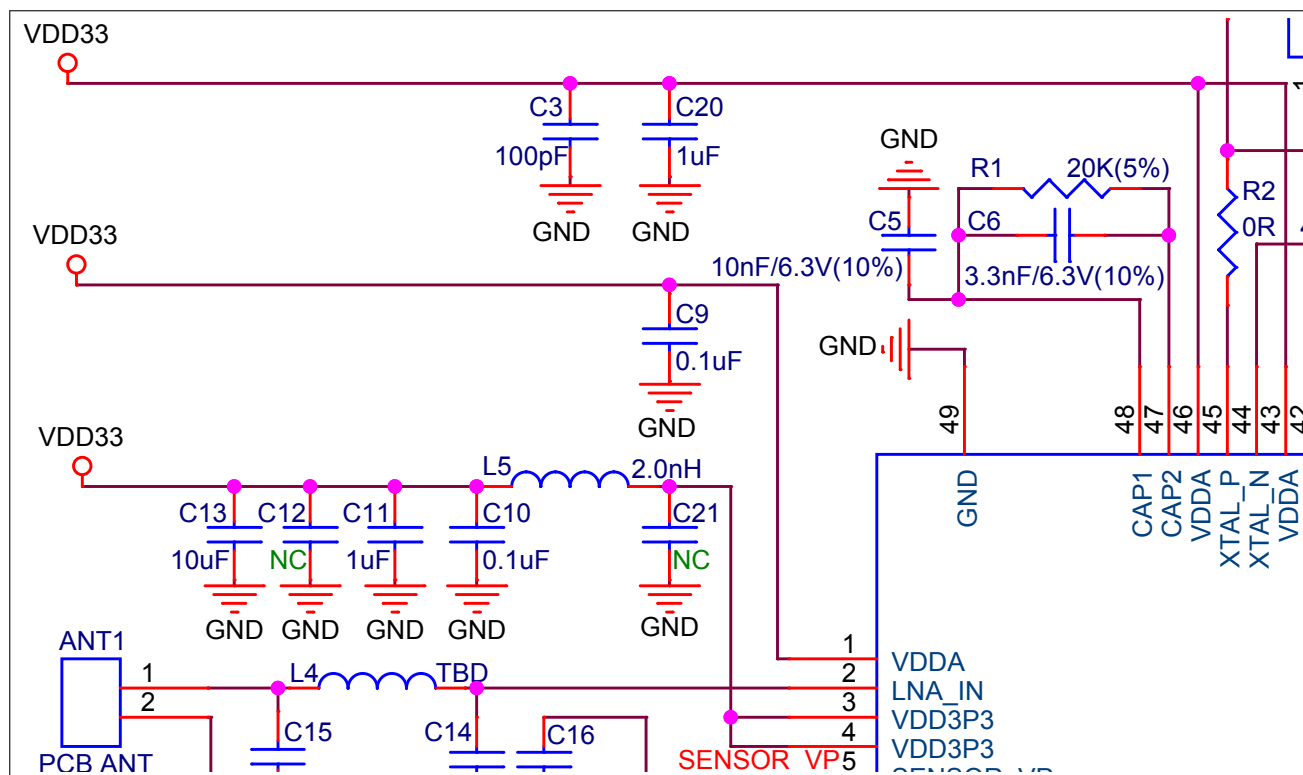 VDD33
C3
C20
100pF
1uF
GND
GND
GND
R1
20K(5%)
R2
0R
C5
C6
10nF/6.3V(10%)
3.3nF/6.3V(10%)
VDD33
C9
0.1uF
GND
GND
49
48
47
46
45
44
43
42
GND
CAP1
CAP2
VDDA
XTAL_P
XTAL_N
VDDA
VDD33
L5
2.0nH
C13
C12
C11
C10
C21
10uF
NC
1uF
0.1uF
NC
GND
GND
GND
GND
GND
ANT1
1
2
L4
TBD
C15
C14
C16
PCB ANT
1
VDDA
2
LNA_IN
3
VDD3P3
4
VDD3P3
SENSOR_VP
5
SENSOR_VP